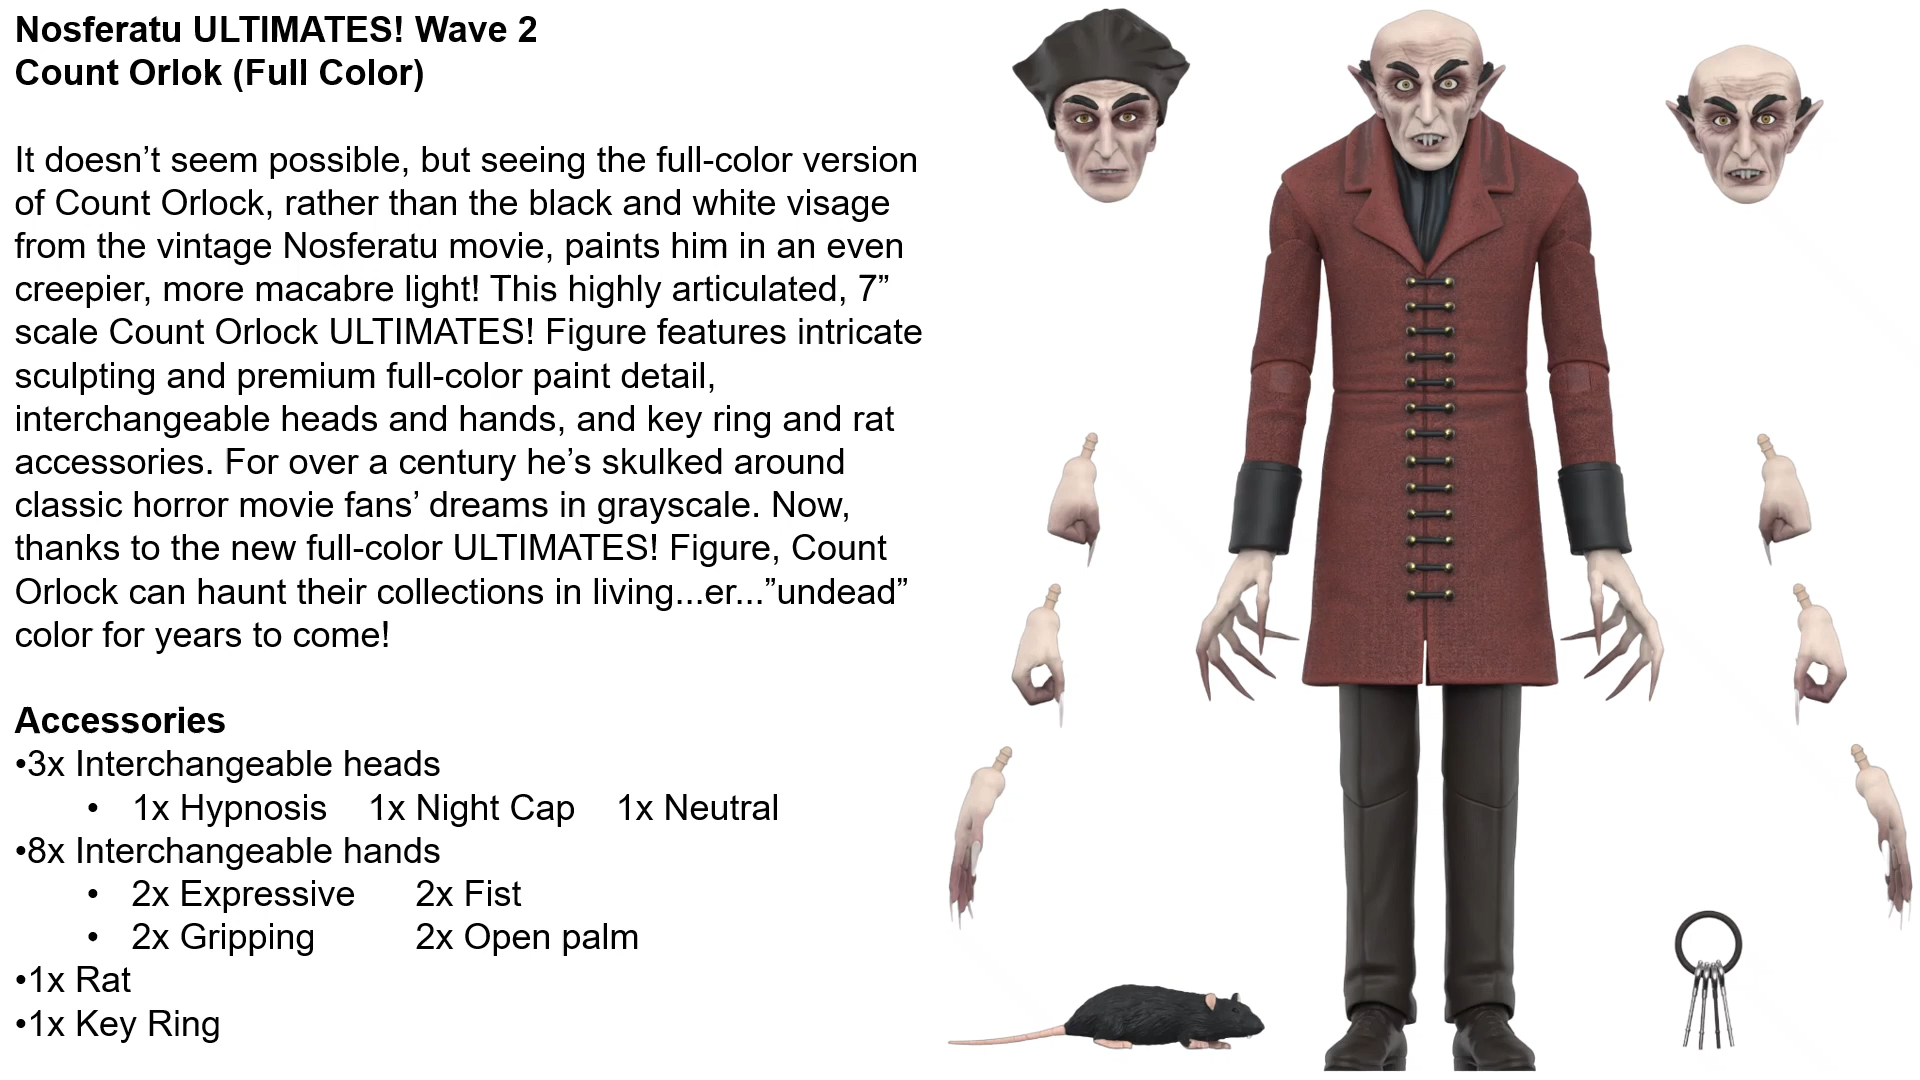 Nosferatu ULTIMATES! Wave 2
Count Orlok (Full Color)
It doesn’t seem possible, but seeing the full-color version
of Count Orlock, rather than the black and white visage
from the vintage Nosferatu movie, paints him in an even
creepier, more macabre light! This highly articulated, 7”
scale Count Orlock ULTIMATES! Figure features intricate
sculpting and premium full-color paint detail,
interchangeable heads and hands, and key ring and rat
accessories. For over a century he’s skulked around
classic horror movie fans’ dreams in grayscale. Now,
thanks to the new full-color ULTIMATES! Figure, Count
Orlock can haunt their collections in living...er...”undead”
color for years to come!
Accessories
•3x Interchangeable heads
• 1x Hypnosis 1x Night Cap 1x Neutral
•8x Interchangeable hands
• 2x Expressive 2x Fist
• 2x Gripping 2x Open palm
•1x Rat
•1x Key Ring